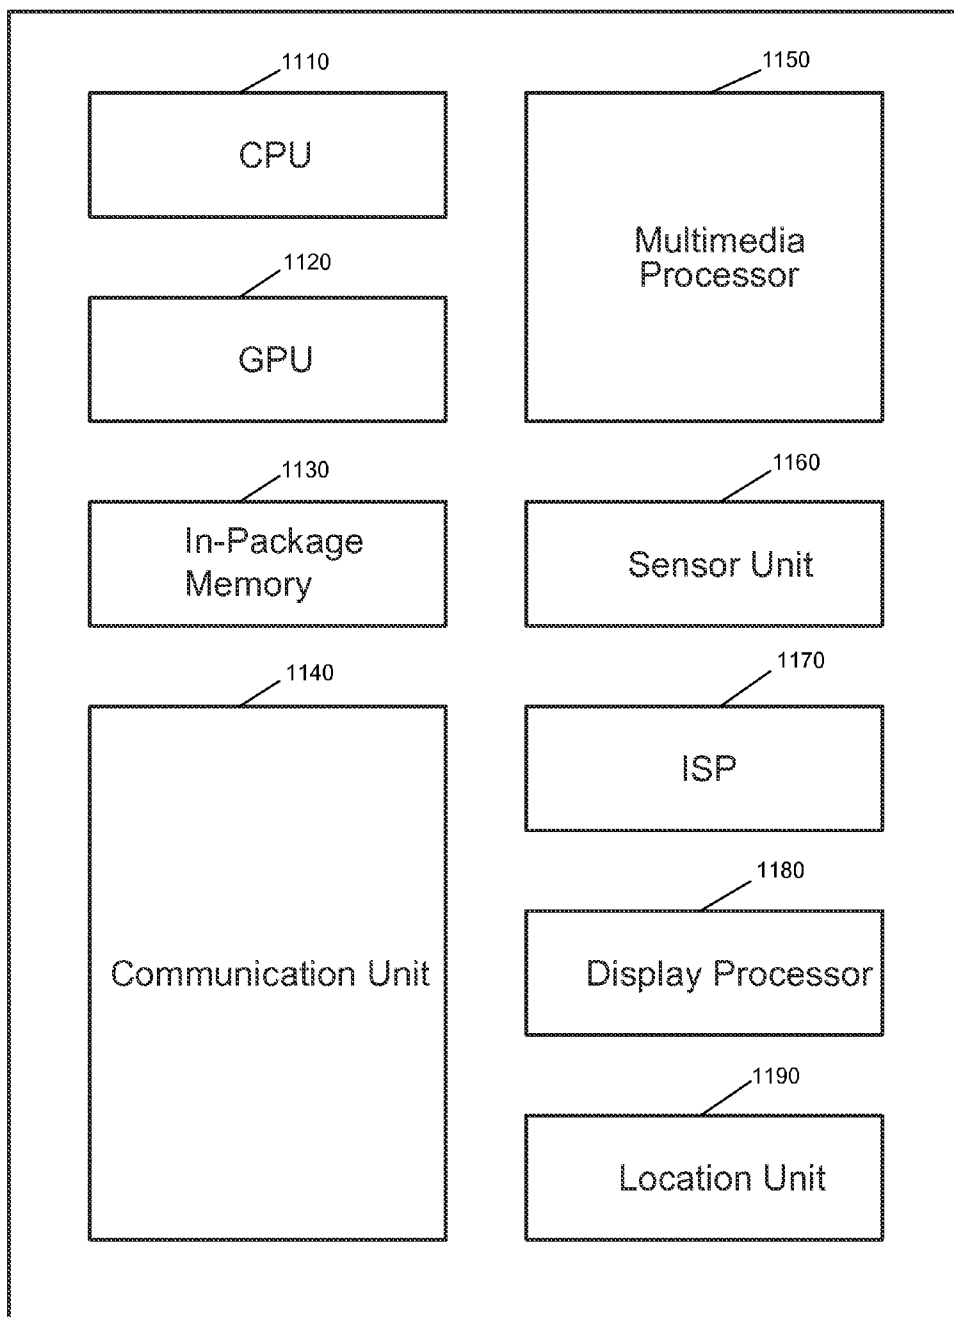 1110
CPU
1120
GPU
1130
In-Package
Memory
1140
Communication Unit
1150
Multimedia
Processor
1160
Sensor Unit
1170
ISP
1180
Display Processor
1190
Location Unit